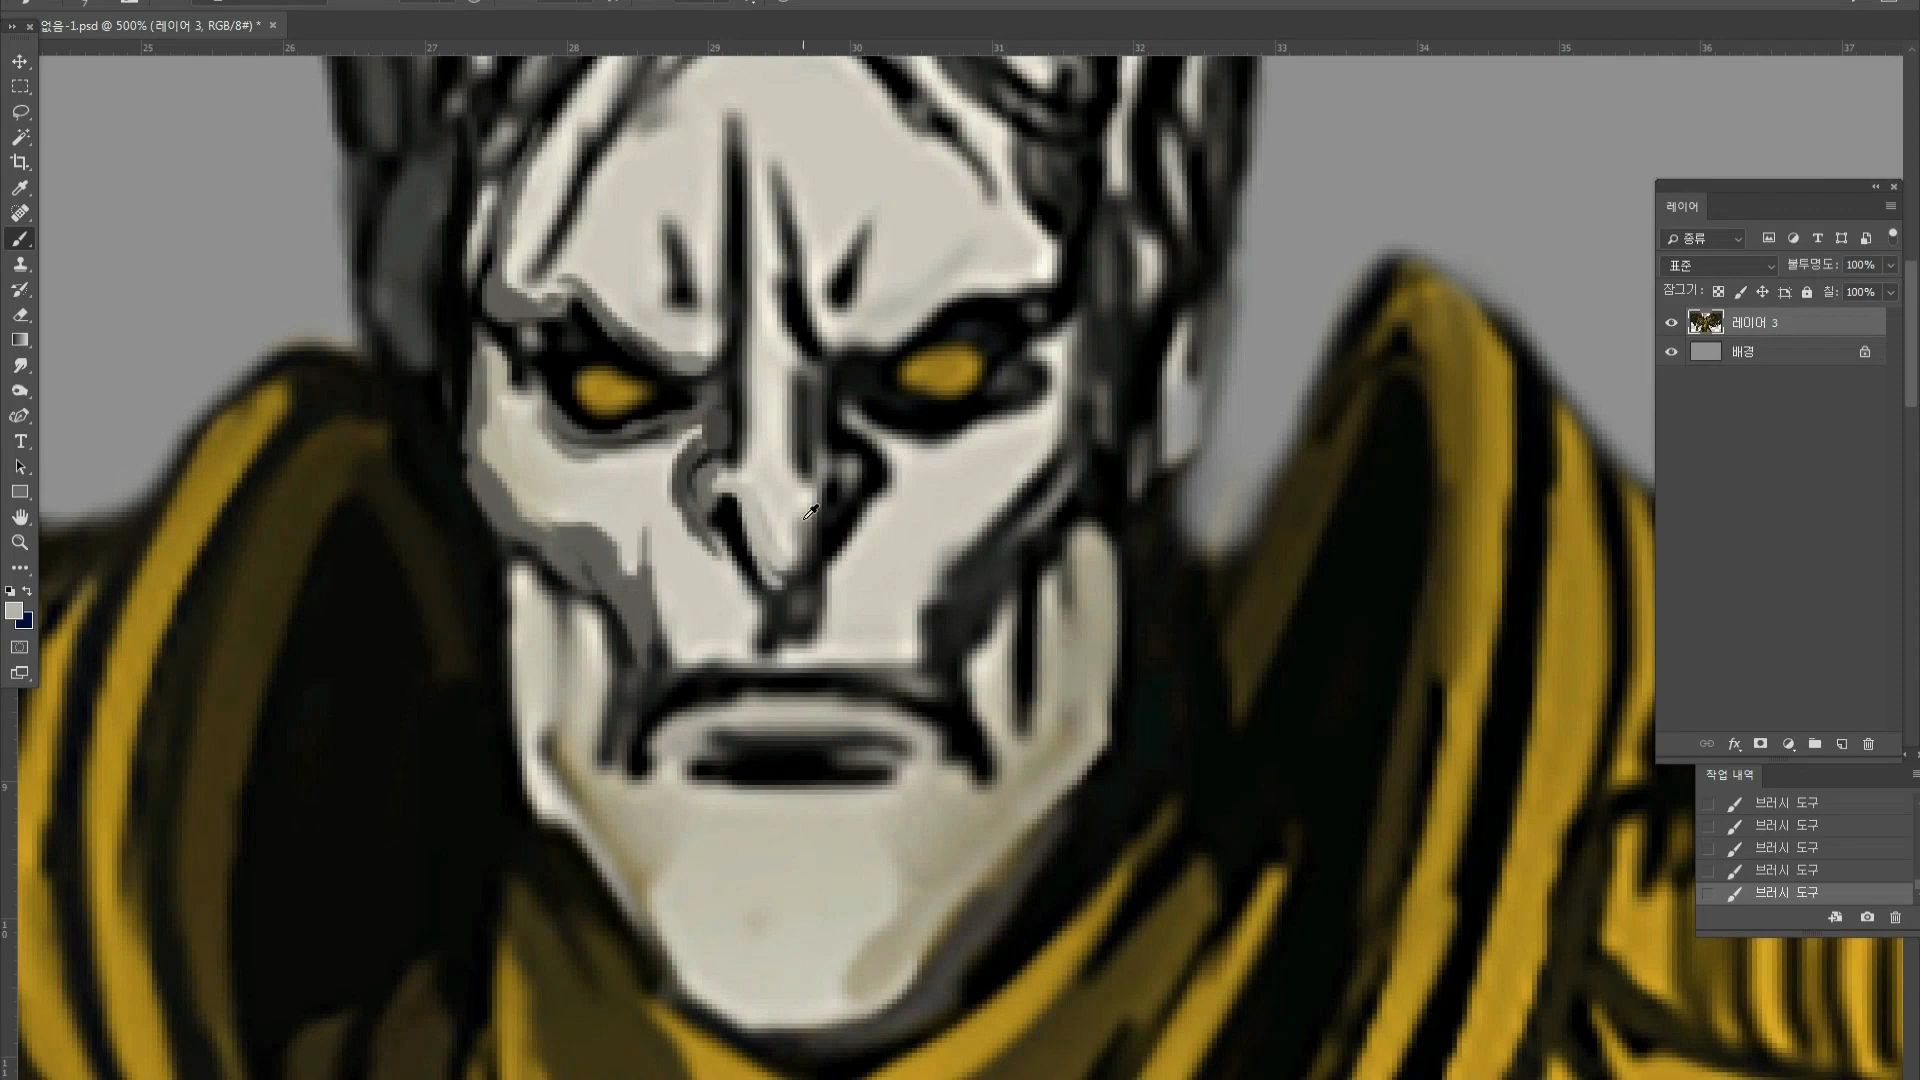 없음-1.psd @ 500% (레이어 3, RGB/8#) * ×
25 26 27 28 29 30 31 32 33 34 35 36 37
레이어
종류
표준 불투명도: 100%
잠그기: 칠: 100%
레이어 3
배경
fx
작업 내역
브러시 도구
브러시 도구
브러시 도구
브러시 도구
브러시 도구
9
10
11